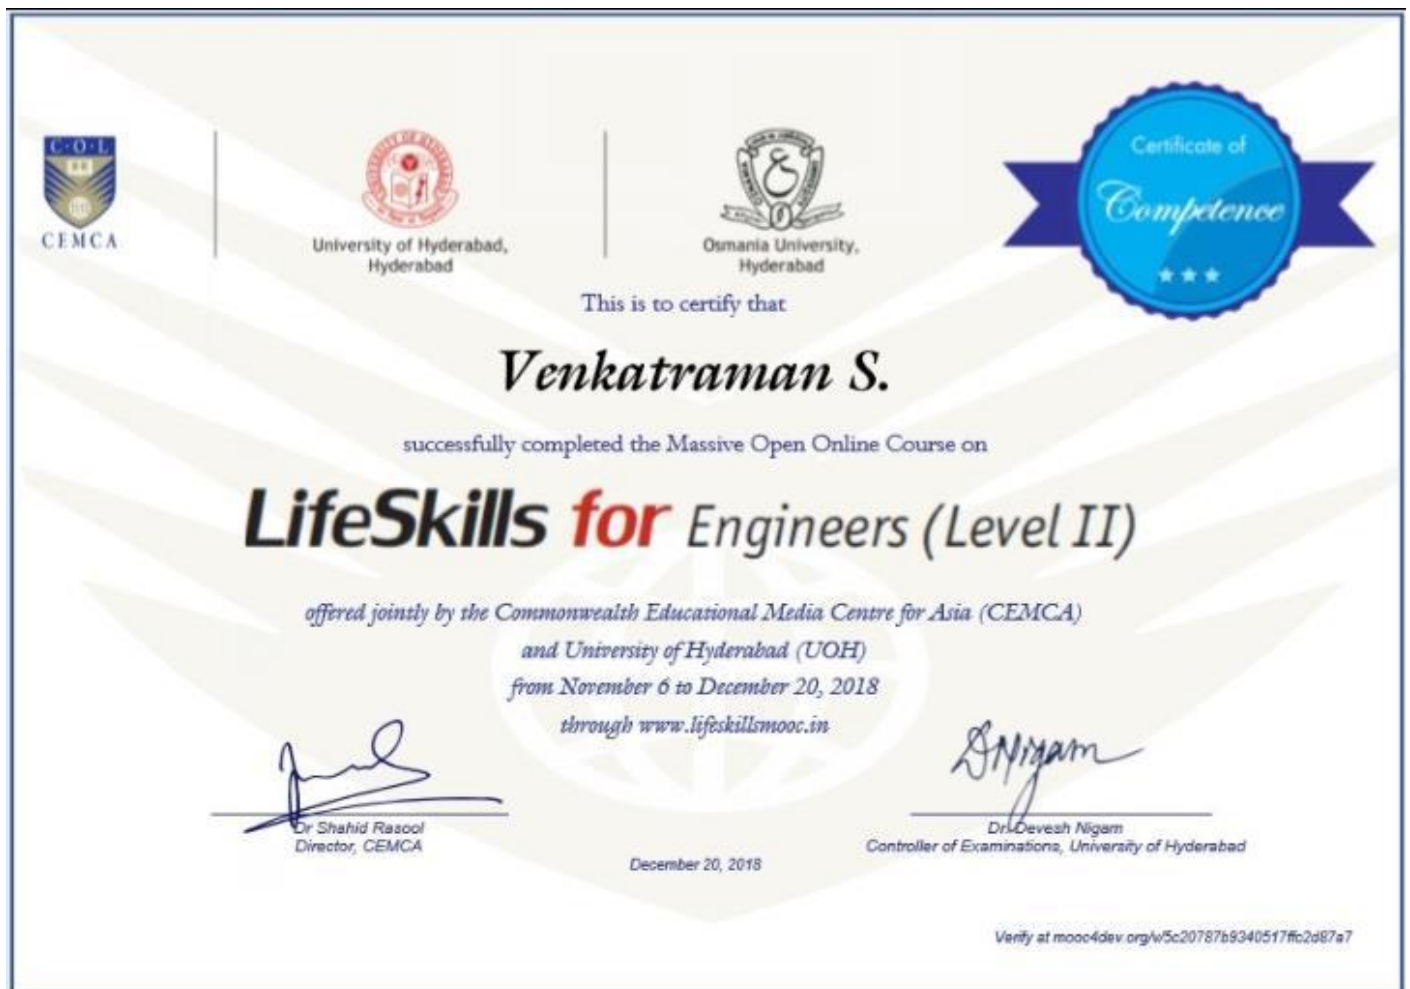 C·O·L
CEMCA
UNIVERSITY OF HYDERABAD
University of Hyderabad,
Hyderabad
Osmania University,
Hyderabad
Certificate of
Competence
This is to certify that
Venkatraman S.
successfully completed the Massive Open Online Course on
LifeSkills for Engineers (Level II)
offered jointly by the Commonwealth Educational Media Centre for Asia (CEMCA)
and University of Hyderabad (UOH)
from November 6 to December 20, 2018
through www.lifeskillsmooc.in
DNigam
Dr Shahid Rasool
Director, CEMCA
Dr. Devesh Nigam
Controller of Examinations, University of Hyderabad
December 20, 2018
Verify at mooc4dev.org/v/5c20787b9340517ffc2d87a7